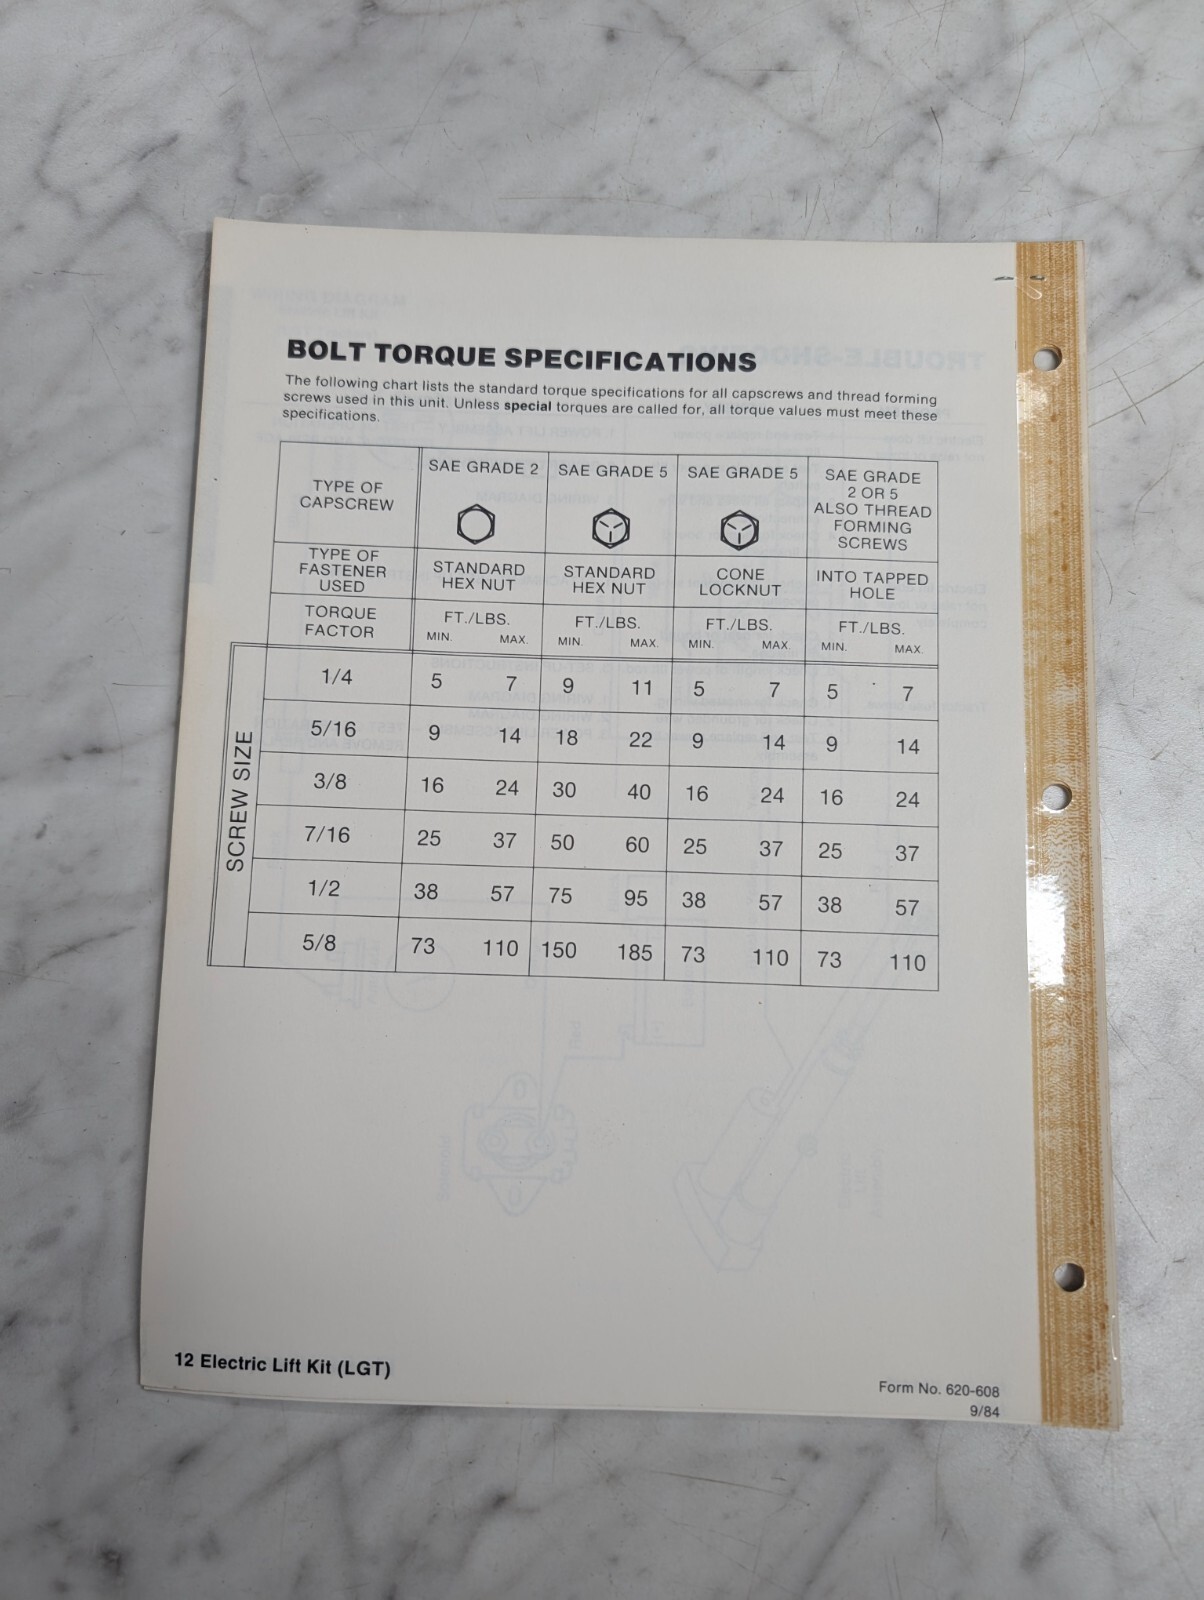 BOLT TORQUE SPECIFICATIONS
The following chart lists the standard torque specifications for all capscrews and thread forming
screws used in this unit. Unless special torques are called for, all torque values must meet these
specifications.
TYPE OF
CAPSCREW
SAE GRADE 2
SAE GRADE 5
SAE GRADE 5
SAE GRADE
2 OR 5
ALSO THREAD
FORMING
SCREWS
TYPE OF
FASTENER
USED
STANDARD
HEX NUT
STANDARD
HEX NUT
CONE
LOCKNUT
INTO TAPPED
HOLE
TORQUE
FACTOR
FT./LBS.
MIN. MAX.
FT./LBS.
MIN. MAX.
FT./LBS.
MIN. MAX.
FT./LBS.
MIN. MAX.
SCREW SIZE
1/4 5 7 9 11 5 7 5 7
5/16 9 14 18 22 9 14 9 14
3/8 16 24 30 40 16 24 16 24
7/16 25 37 50 60 25 37 25 37
1/2 38 57 75 95 38 57 38 57
5/8 73 110 150 185 73 110 73 110
12 Electric Lift Kit (LGT)
Form No. 620-608
9/84